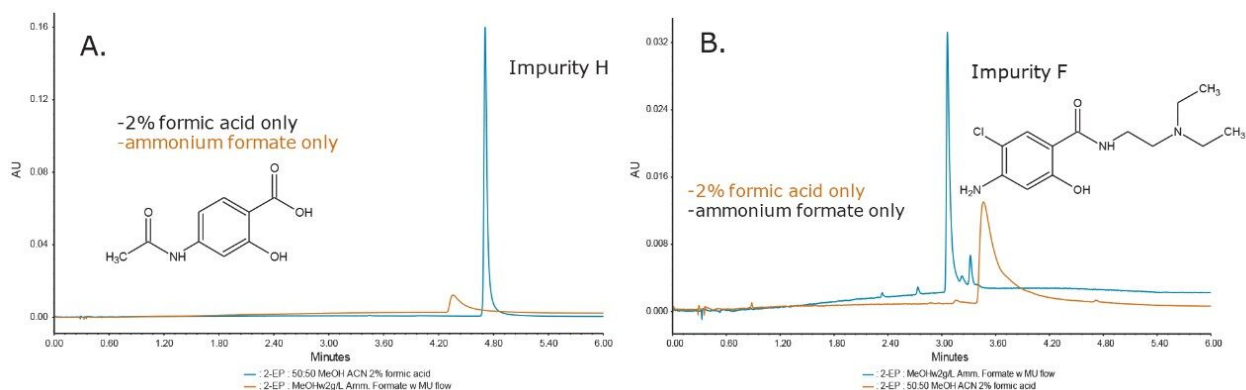 A.
Impurity H
-2% formic acid only
-ammonium formate only
AU
0.16
0.12
0.08
0.04
0.00
O
OH
OH
O
H₃C
NH
0.00 0.60 1.20 1.80 2.40 3.00 3.60 4.20 4.80 5.40 6.00
Minutes
: 2-EP : 50:50 MeOH ACN 2% formic acid
: 2-EP : MeOHw2g/L Amm. Formate w MU flow
B.
Impurity F
-2% formic acid only
-ammonium formate only
AU
0.032
0.024
0.016
0.008
0.000
CH₃
O
N
CH₃
Cl
NH
H₂N
OH
0.00 0.60 1.20 1.80 2.40 3.00 3.60 4.20 4.80 5.40 6.00
Minutes
: 2-EP : MeOHw2g/L Amm. Formate w MU flow
: 2-EP : 50:50 MeOH ACN 2% formic acid